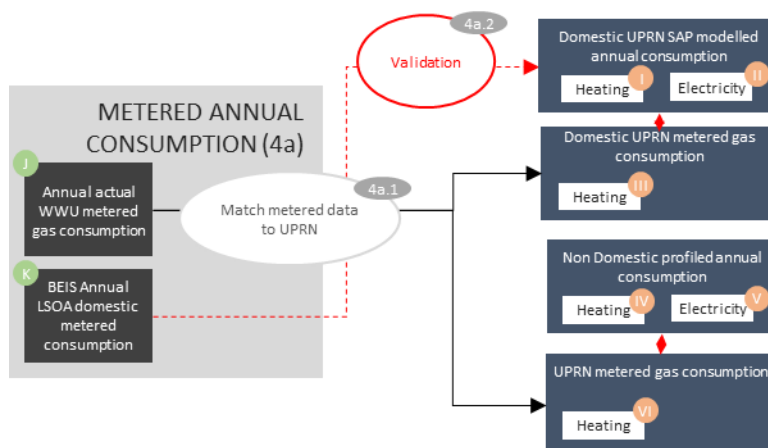 METERED ANNUAL
CONSUMPTION (4a)
J
Annual actual
WWU metered
gas consumption
K
BEIS Annual
LSOA domestic
metered
consumption
4a.1
Match metered data
to UPRN
4a.2
Validation
Domestic UPRN SAP modelled
annual consumption
I
Heating
II
Electricity
Domestic UPRN metered gas
consumption
III
Heating
Non Domestic profiled annual
consumption
IV
Heating
V
Electricity
UPRN metered gas consumption
VI
Heating